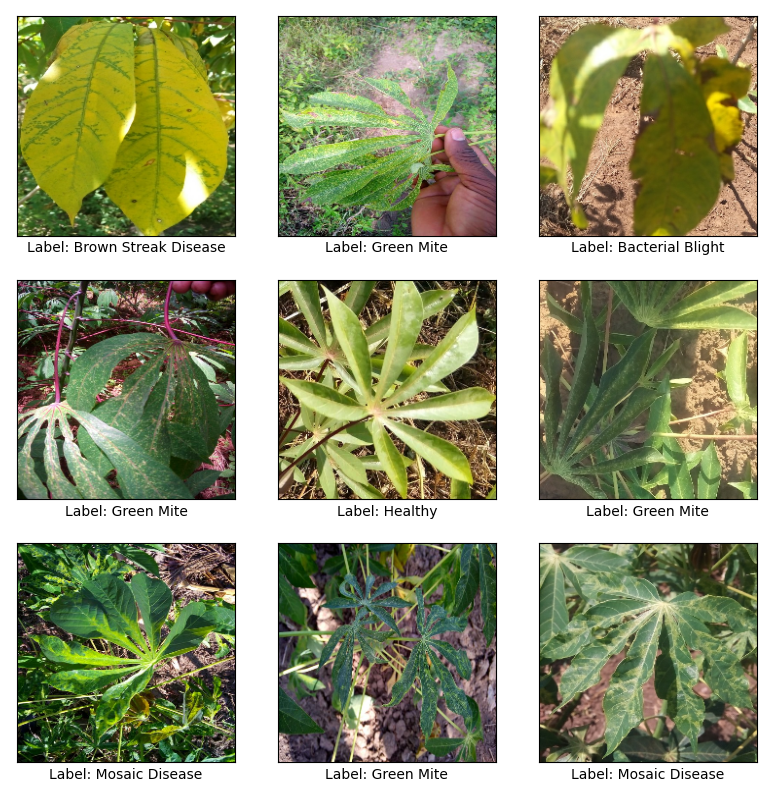 Label: Brown Streak Disease
Label: Green Mite
Label: Bacterial Blight
Label: Green Mite
Label: Healthy
Label: Green Mite
Label: Mosaic Disease
Label: Green Mite
Label: Mosaic Disease